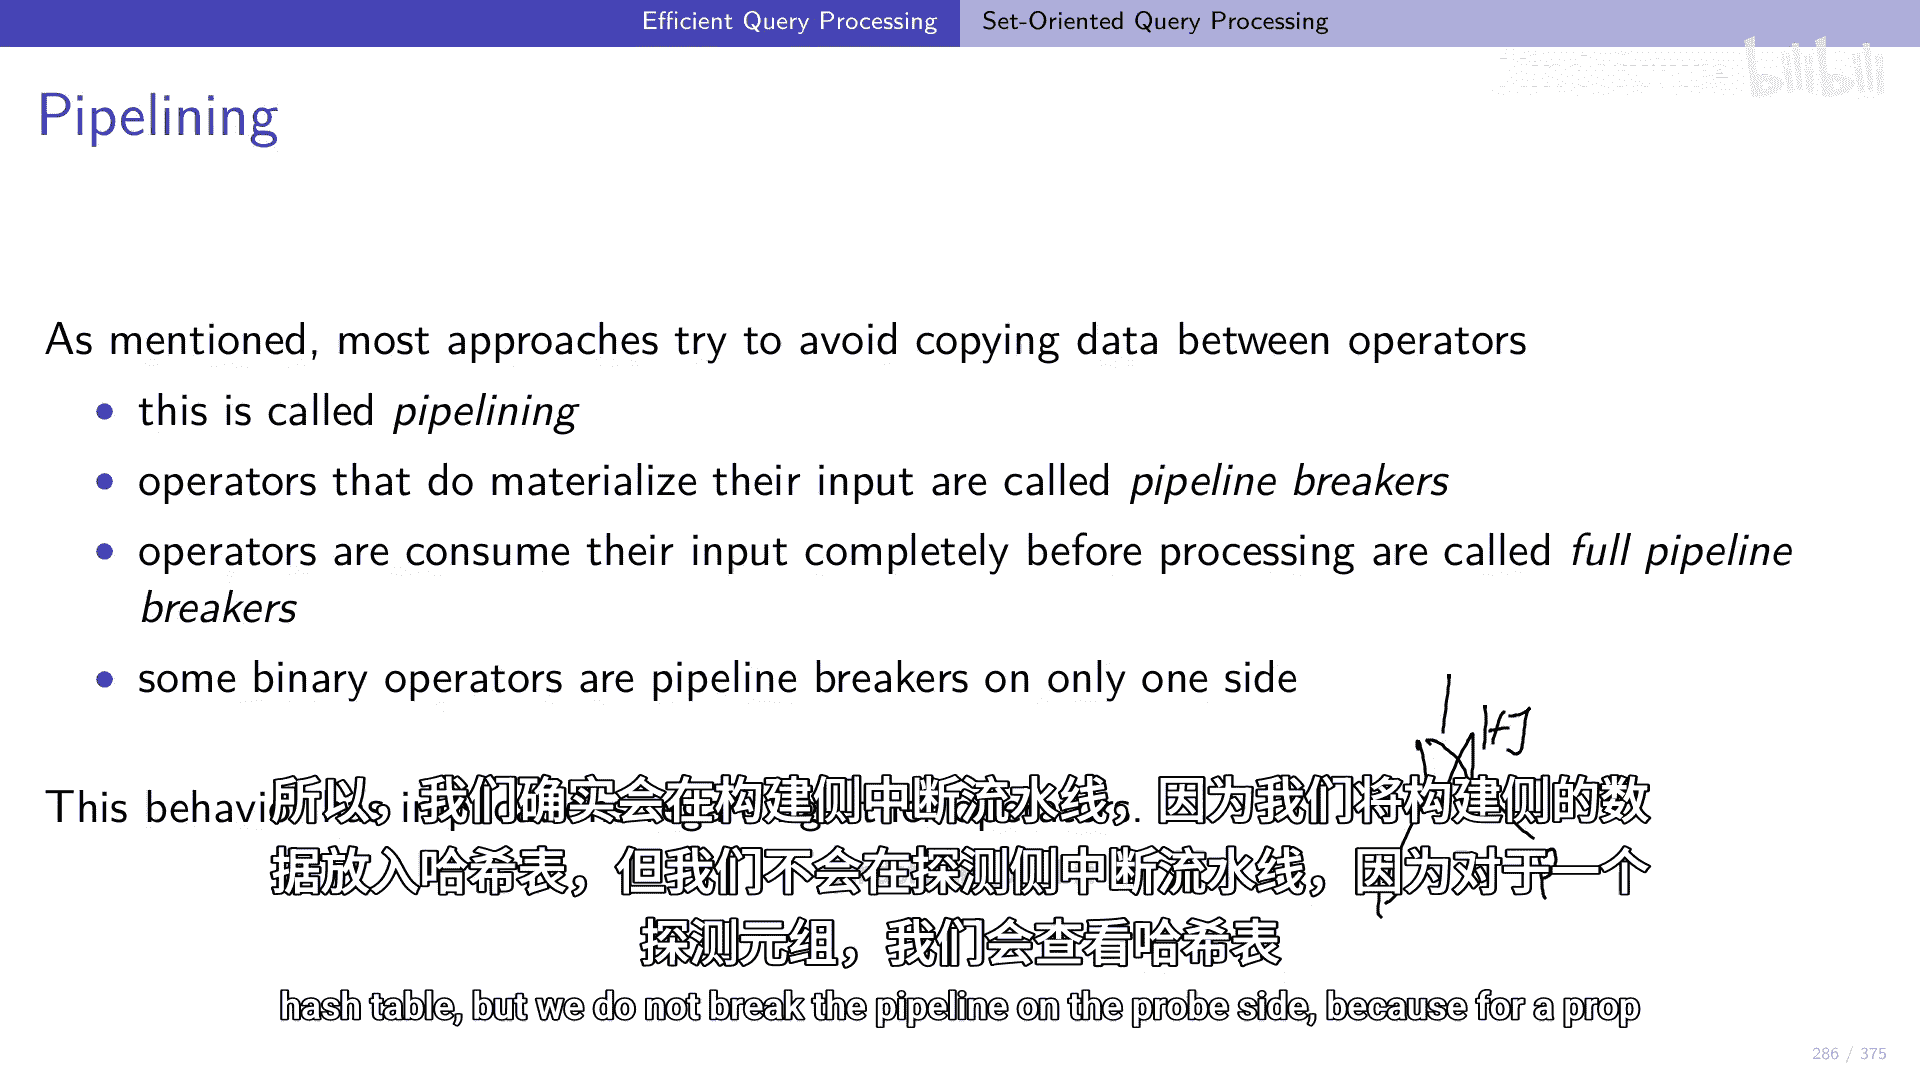 Efficient Query Processing
Set-Oriented Query Processing
bilibili
Pipelining
As mentioned, most approaches try to avoid copying data between operators
• this is called pipelining
• operators that do materialize their input are called pipeline breakers
• operators are consume their input completely before processing are called full pipeline
breakers
• some binary operators are pipeline breakers on only one side
HJ
This behavi
所以，我们确实会在构建侧中断流水线，因为我们将构建侧的数
据放入哈希表，但我们不会在探测侧中断流水线，因为对于一个
探测元组，我们会查看哈希表
hash table, but we do not break the pipeline on the probe side, because for a prop
286 / 375